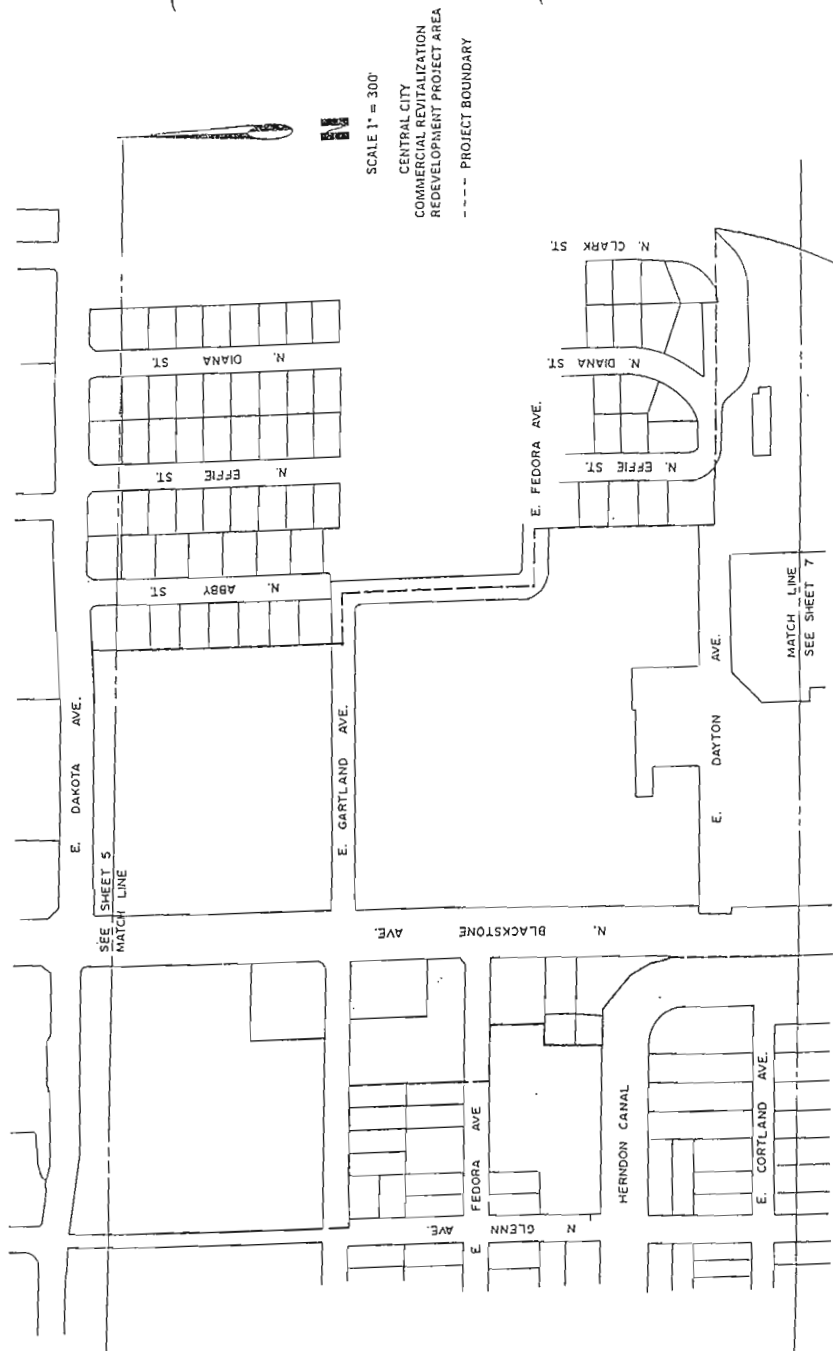 N
SCALE 1" = 300'
CENTRAL CITY
COMMERCIAL REVITALIZATION
REDEVELOPMENT PROJECT AREA
---- PROJECT BOUNDARY
N. CLARK ST.
N. DIANA ST.
N. DIANA ST.
N. EFFIE ST.
E. FEDORA AVE.
N. EFFIE ST.
N. ABBY ST.
E. DAKOTA AVE.
E. GARTLAND AVE.
E. DAYTON AVE.
MATCH LINE
SEE SHEET 7
SEE SHEET 5
MATCH LINE
N. BLACKSTONE AVE.
E FEDORA AVE
HERNDON CANAL
E. CORTLAND AVE.
N GLENN AVE.